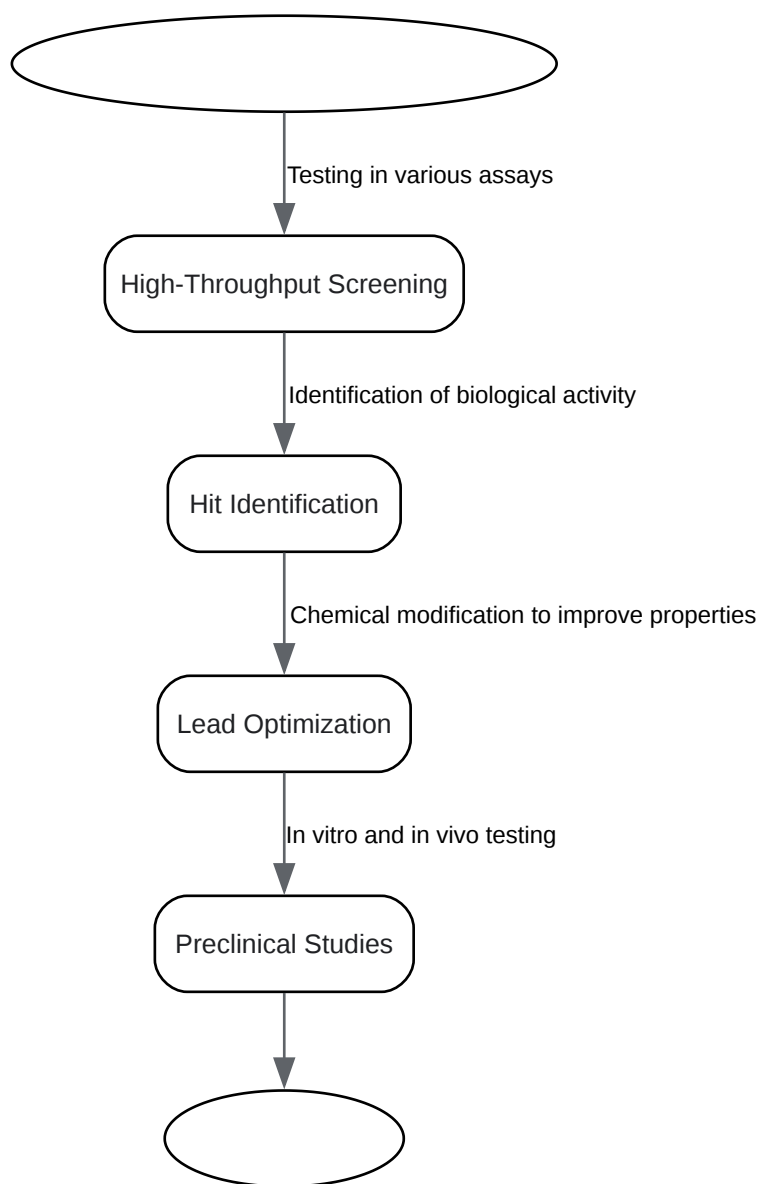 Testing in various assays
High-Throughput Screening
Identification of biological activity
Hit Identification
Chemical modification to improve properties
Lead Optimization
In vitro and in vivo testing
Preclinical Studies